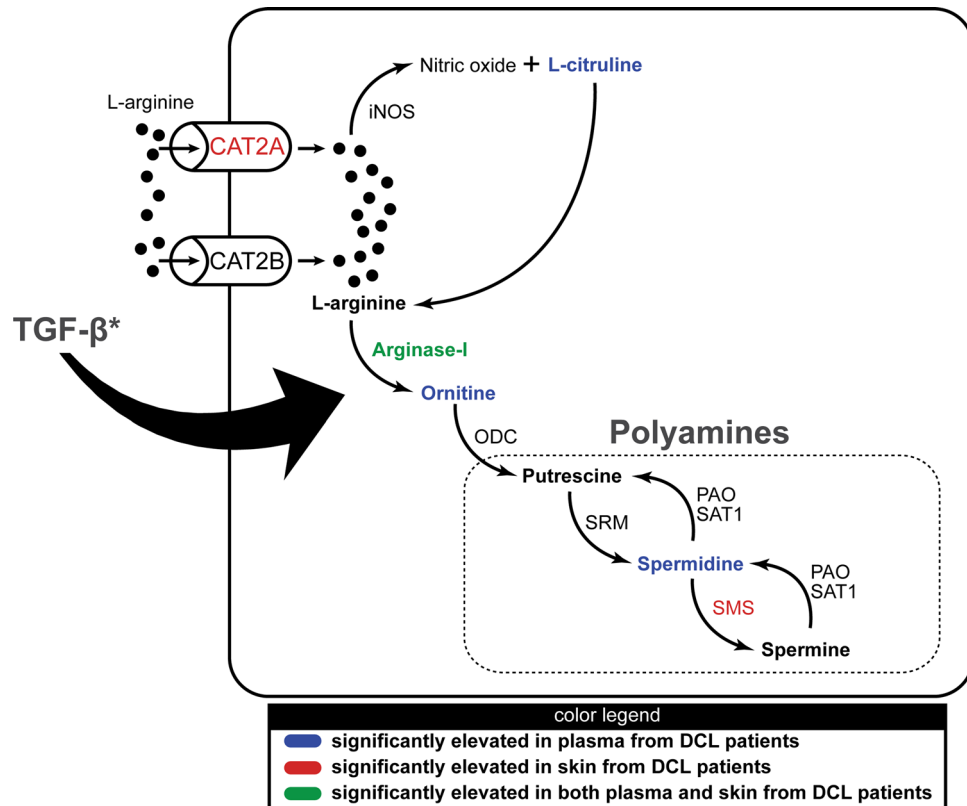 Nitric oxide + L-citruline
iNOS
L-arginine
CAT2A
CAT2B
L-arginine
TGF-β*
Arginase-I
Ornitine
ODC
Polyamines
Putrescine
PAO
SAT1
SRM
Spermidine
PAO
SAT1
SMS
Spermine
color legend
significantly elevated in plasma from DCL patients
significantly elevated in skin from DCL patients
significantly elevated in both plasma and skin from DCL patients